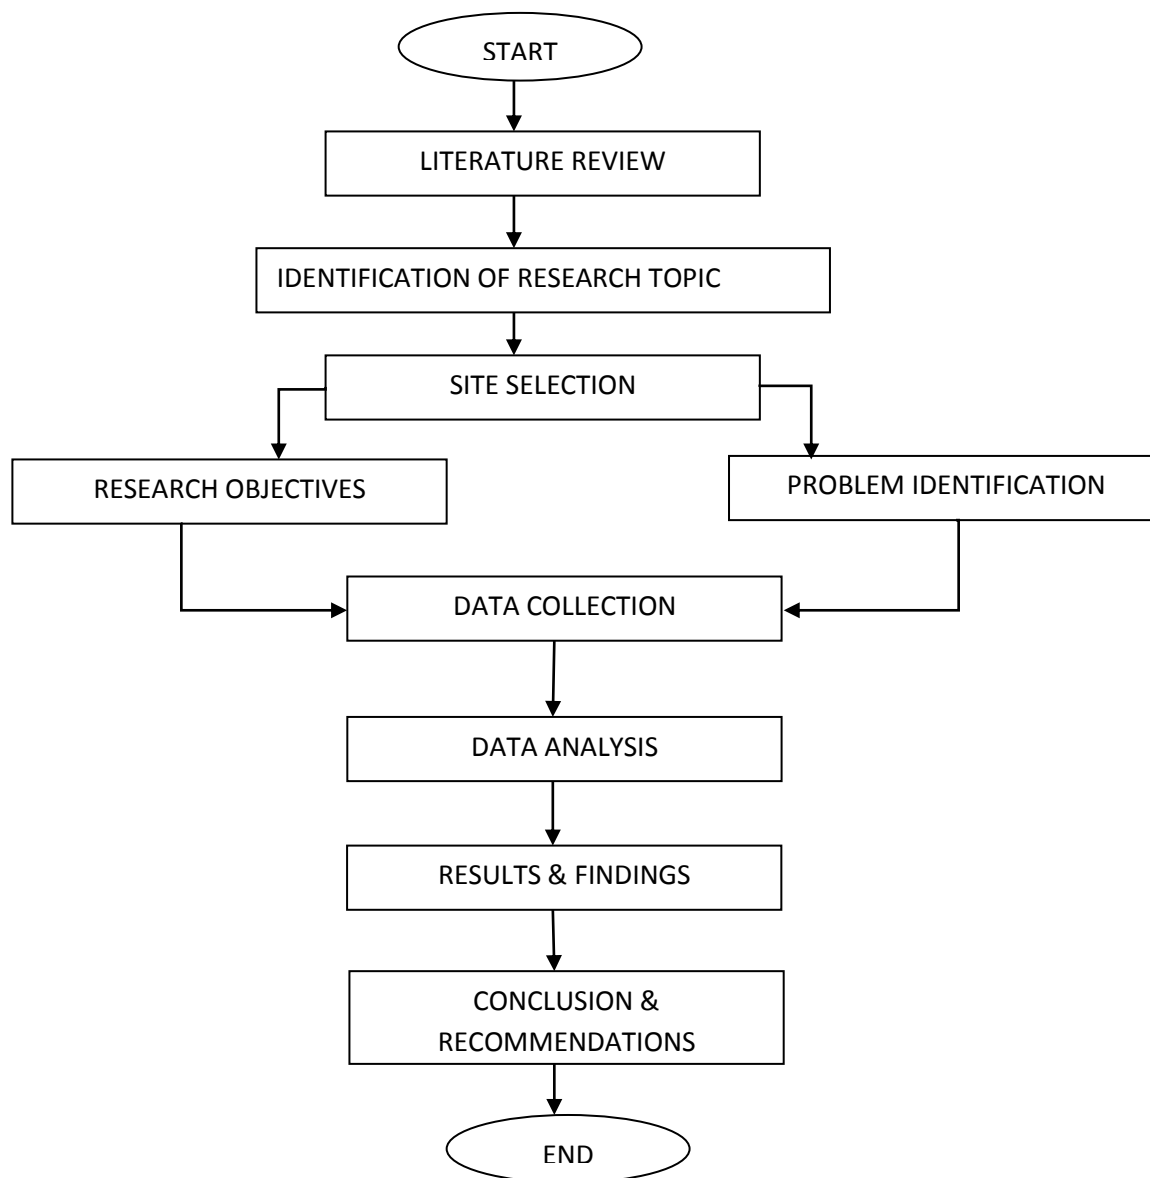 START
LITERATURE REVIEW
IDENTIFICATION OF RESEARCH TOPIC
SITE SELECTION
RESEARCH OBJECTIVES
PROBLEM IDENTIFICATION
DATA COLLECTION
DATA ANALYSIS
RESULTS & FINDINGS
CONCLUSION &
RECOMMENDATIONS
END